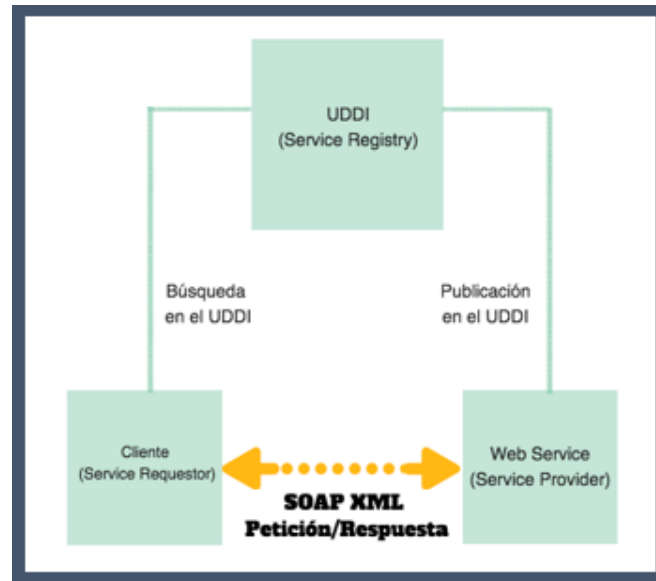 UDDI
(Service Registry)
Búsqueda
en el UDDI
Publicación
en el UDDI
Cliente
(Service Requestor)
Web Service
(Service Provider)
SOAP XML
Petición/Respuesta